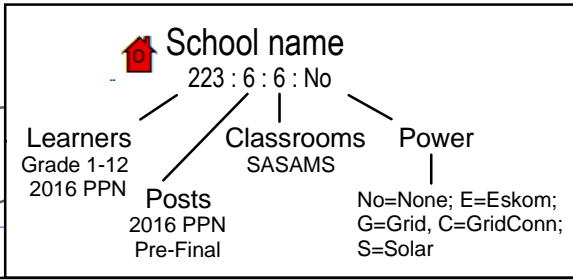 O
School name
223 : 6 : 6 : No
Learners
Grade 1-12
2016 PPN
Posts
2016 PPN
Pre-Final
Classrooms
SASAMS
Power
No=None; E=Eskom;
G=Grid, C=GridConn;
S=Solar